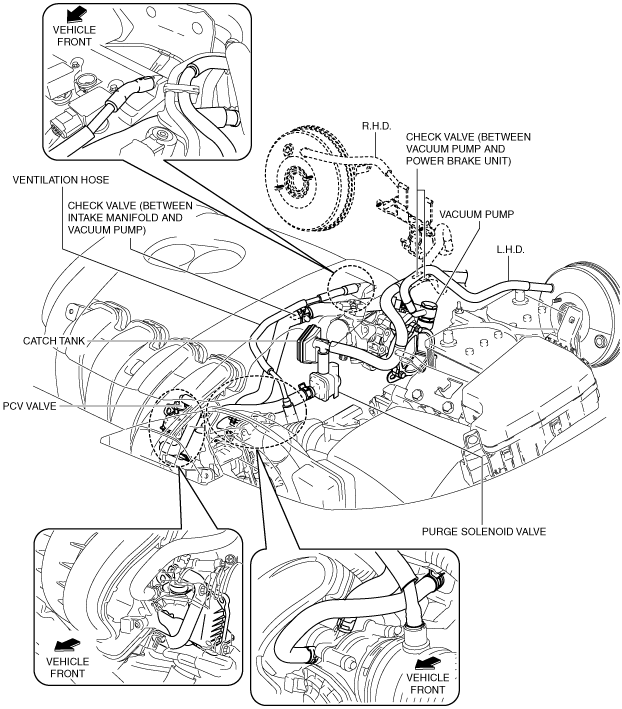 VEHICLE
FRONT
R.H.D.
CHECK VALVE (BETWEEN
VACUUM PUMP AND
POWER BRAKE UNIT)
VENTILATION HOSE
CHECK VALVE (BETWEEN
INTAKE MANIFOLD AND
VACUUM PUMP)
VACUUM PUMP
L.H.D.
CATCH TANK
PCV VALVE
PURGE SOLENOID VALVE
VEHICLE
FRONT
VEHICLE
FRONT